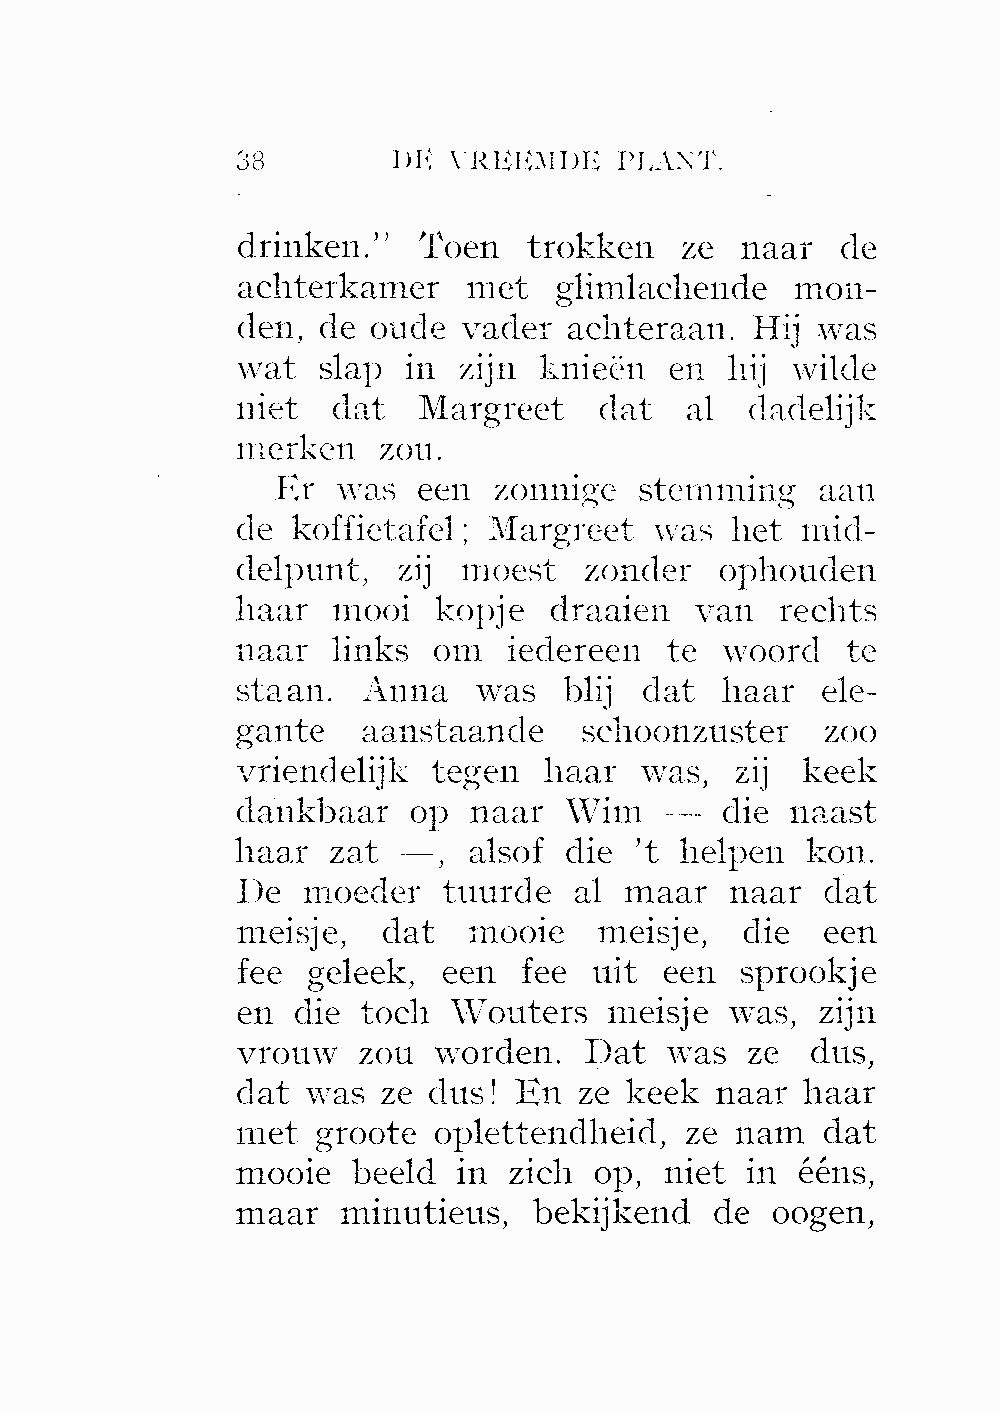 38 DE VREEMDE PLANT.
drinken.” Toen trokken ze naar de
achterkamer met glimlachende mon-
den, de oude vader achteraan. Hij was
wat slap in zijn knieën en hij wilde
niet dat Margreet dat al dadelijk
merken zou.
Er was een zonnige stemming aan
de koffietafel; Margreet was het mid-
delpunt, zij moest zonder ophouden
haar mooi kopje draaien van rechts
naar links om iedereen te woord te
staan. Anna was blij dat haar ele-
gante aanstaande schoonzuster zoo
vriendelijk tegen haar was, zij keek
dankbaar op naar Wim — die naast
haar zat —, alsof die ’t helpen kon.
De moeder tuurde al maar naar dat
meisje, dat mooie meisje, die een
fee geleek, een fee uit een sprookje
en die toch Wouters meisje was, zijn
vrouw zou worden. Dat was ze dus,
dat was ze dus! En ze keek naar haar
met groote oplettendheid, ze nam dat
mooie beeld in zich op, niet in ééns,
maar minutieus, bekijkend de oogen,